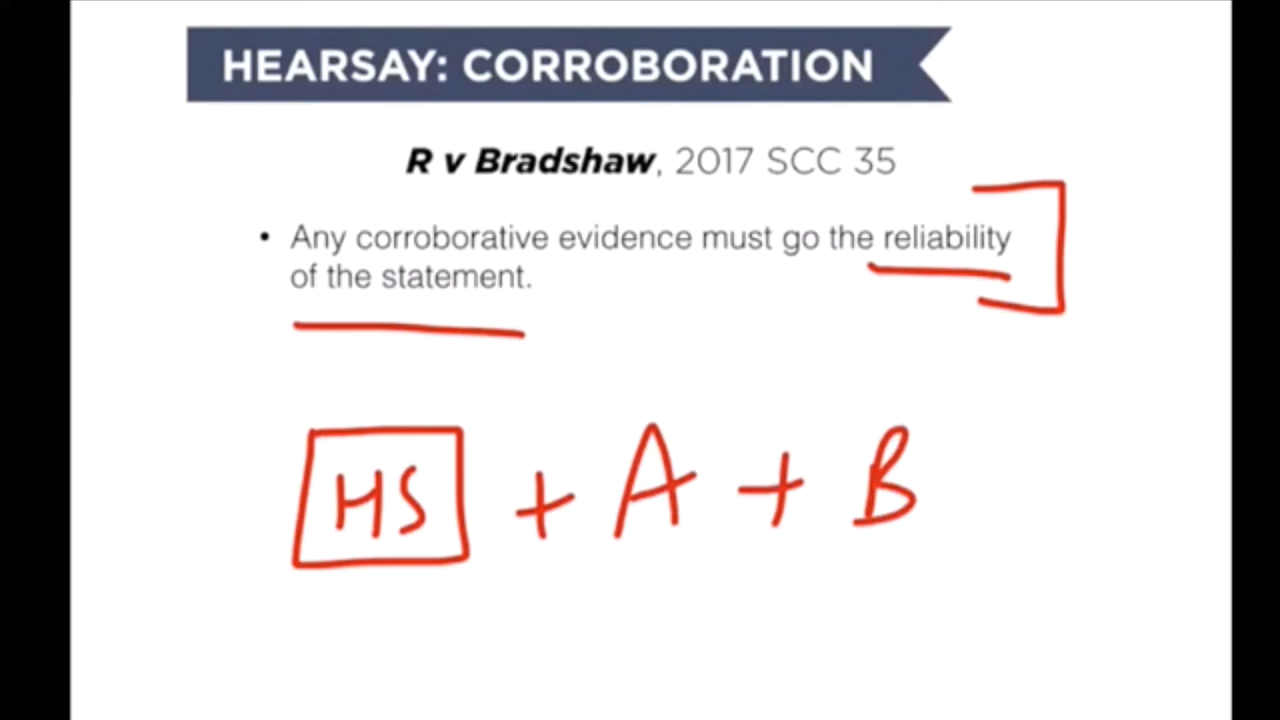 HEARSAY: CORROBORATION
R v Bradshaw, 2017 SCC 35
• Any corroborative evidence must go the reliability
of the statement.
HS + A + B